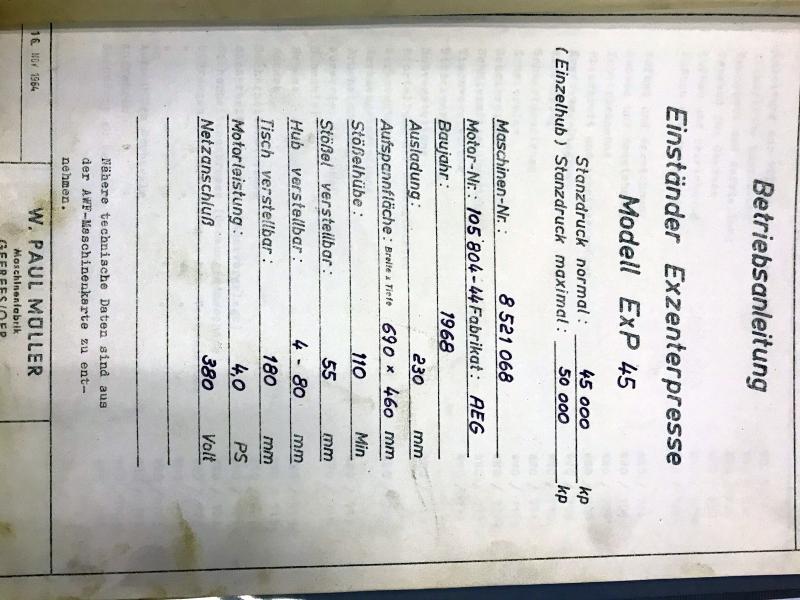 Betriebsanleitung
Einständer Exzenterpresse
Modell ExP 45
Stanzdruck normal: 45 000 kp
(Einzelhub) Stanzdruck maximal: 50 000 kp
Maschinen-Nr.: 8 521 068
Motor-Nr.: 105 804-44 Fabrikat: AEG
Baujahr: 1968
Ausladung: 230 mm
Aufspannfläche: Breite x Tiefe 690 x 460 mm
Stößelhübe: 110 Min
Stößel verstellbar: 55 mm
Hub verstellbar: 4 - 80 mm
Tisch verstellbar: 180 mm
Motorleistung: 4,0 PS
Netzanschluß 380 Volt
Nähere technische Daten sind aus
der AWF-Maschinenkarte zu ent-
nehmen.
16. NOV 1964
W. PAUL MÜLLER
Maschinenfabrik